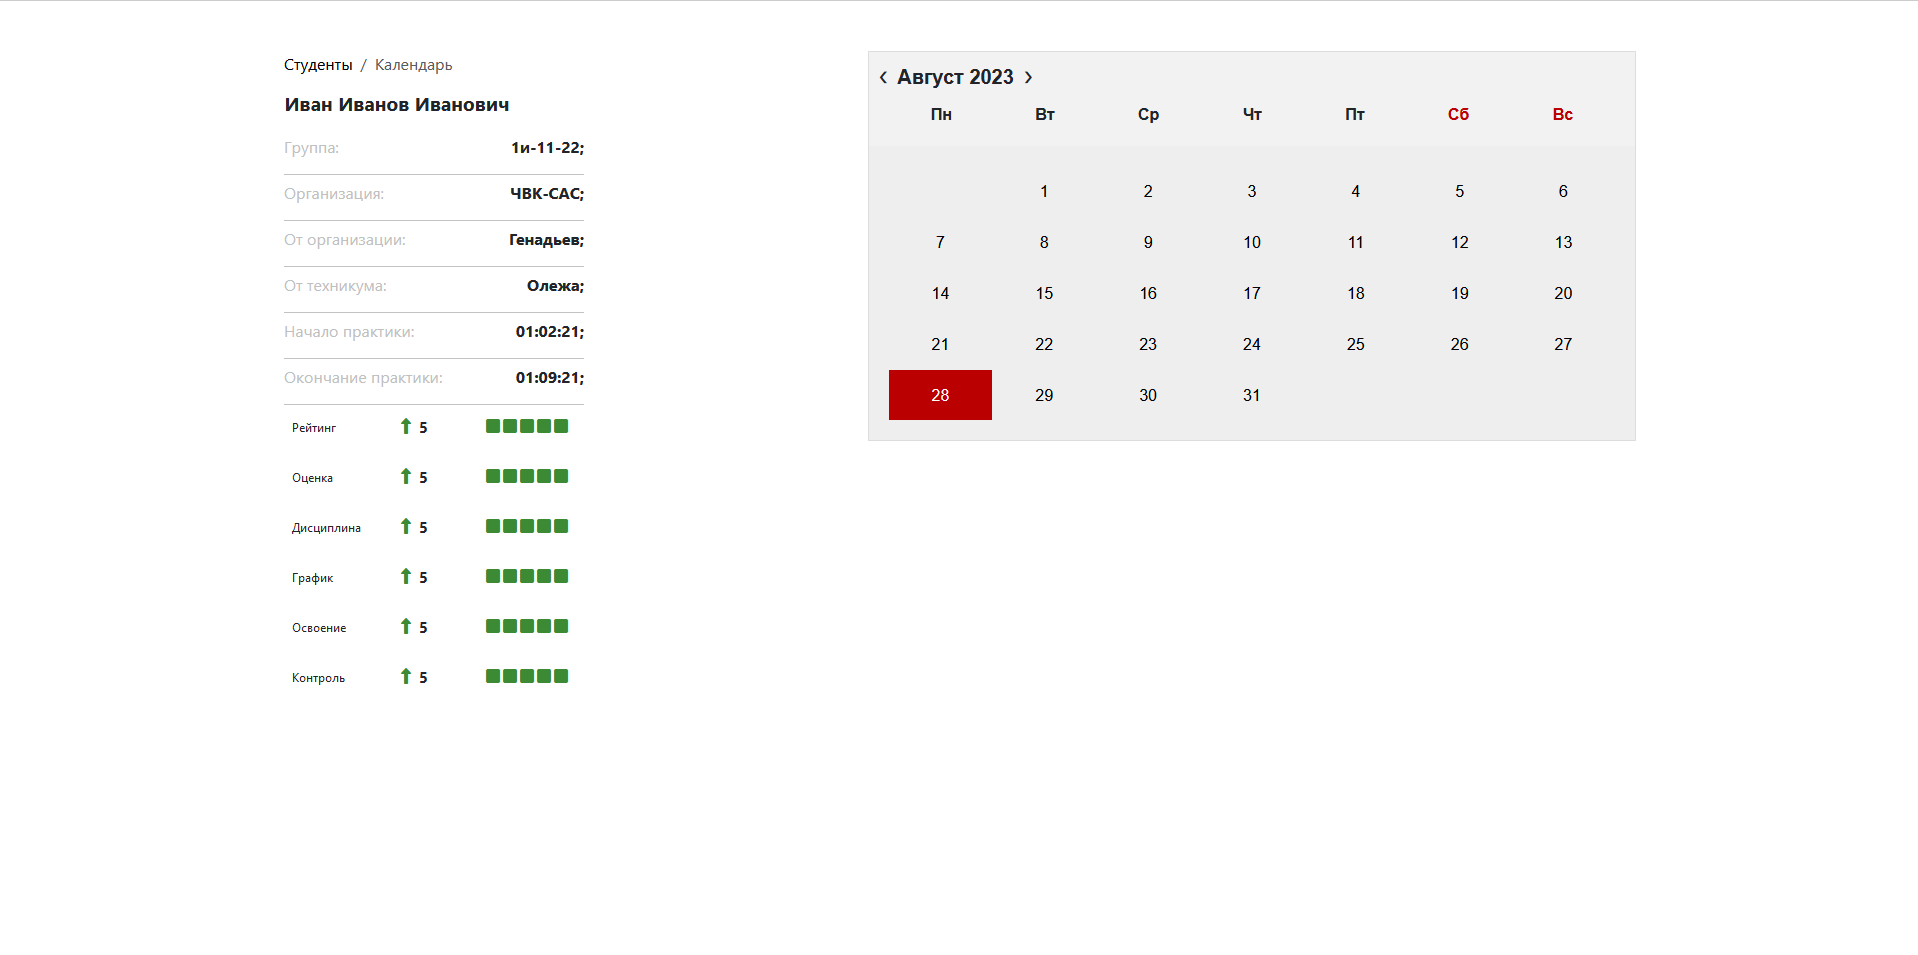 Студенты / Календарь
Иван Иванов Иванович
Группа: 1и-11-22;
Организация: ЧВК-САС;
От организации: Генадьев;
От техникума: Олежа;
Начало практики: 01:02:21;
Окончание практики: 01:09:21;
Рейтинг 5
Оценка 5
Дисциплина 5
График 5
Освоение 5
Контроль 5
‹ Август 2023 ›
Пн Вт Ср Чт Пт Сб Вс
1 2 3 4 5 6
7 8 9 10 11 12 13
14 15 16 17 18 19 20
21 22 23 24 25 26 27
28 29 30 31